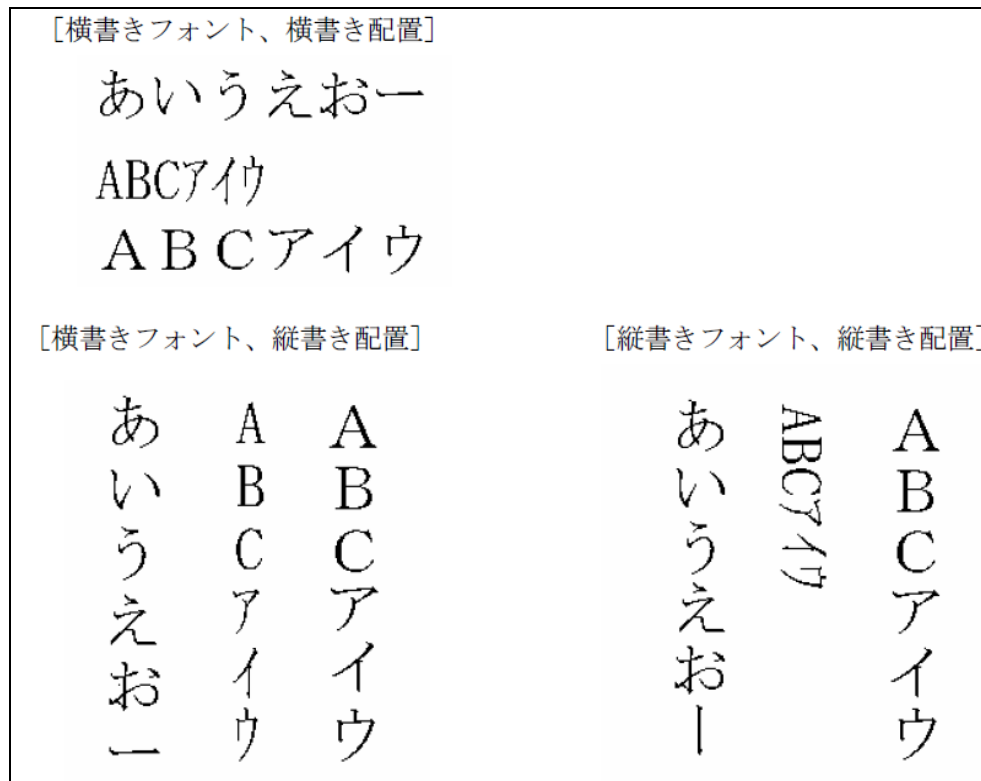 [横書きフォント、横書き配置]
あいうえおー
ABCｱｲｳ
ＡＢＣアイウ
[横書きフォント、縦書き配置]
あいうえおー
ABCｱｲｳ
ＡＢＣアイウ
[縦書きフォント、縦書き配置]
あいうえおー
ABCｱｲｳ
ＡＢＣアイウ